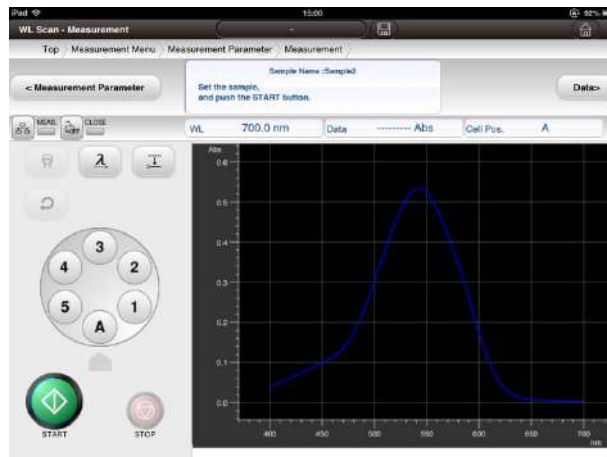 iPad 15:00 92%
WL Scan - Measurement -
Top Measurement Menu Measurement Parameter Measurement
< Measurement Parameter
Sample Name :Sample2
Set the sample,
and push the START button.
Data>
MEAS. CLOSE
WL 700.0 nm Data --------- Abs Cell Pos. A
λ
3
4 2
5 1
A
START STOP
Abs
0.6
0.5
0.4
0.3
0.2
0.1
0.0
400 450 500 550 600 650 700
nm